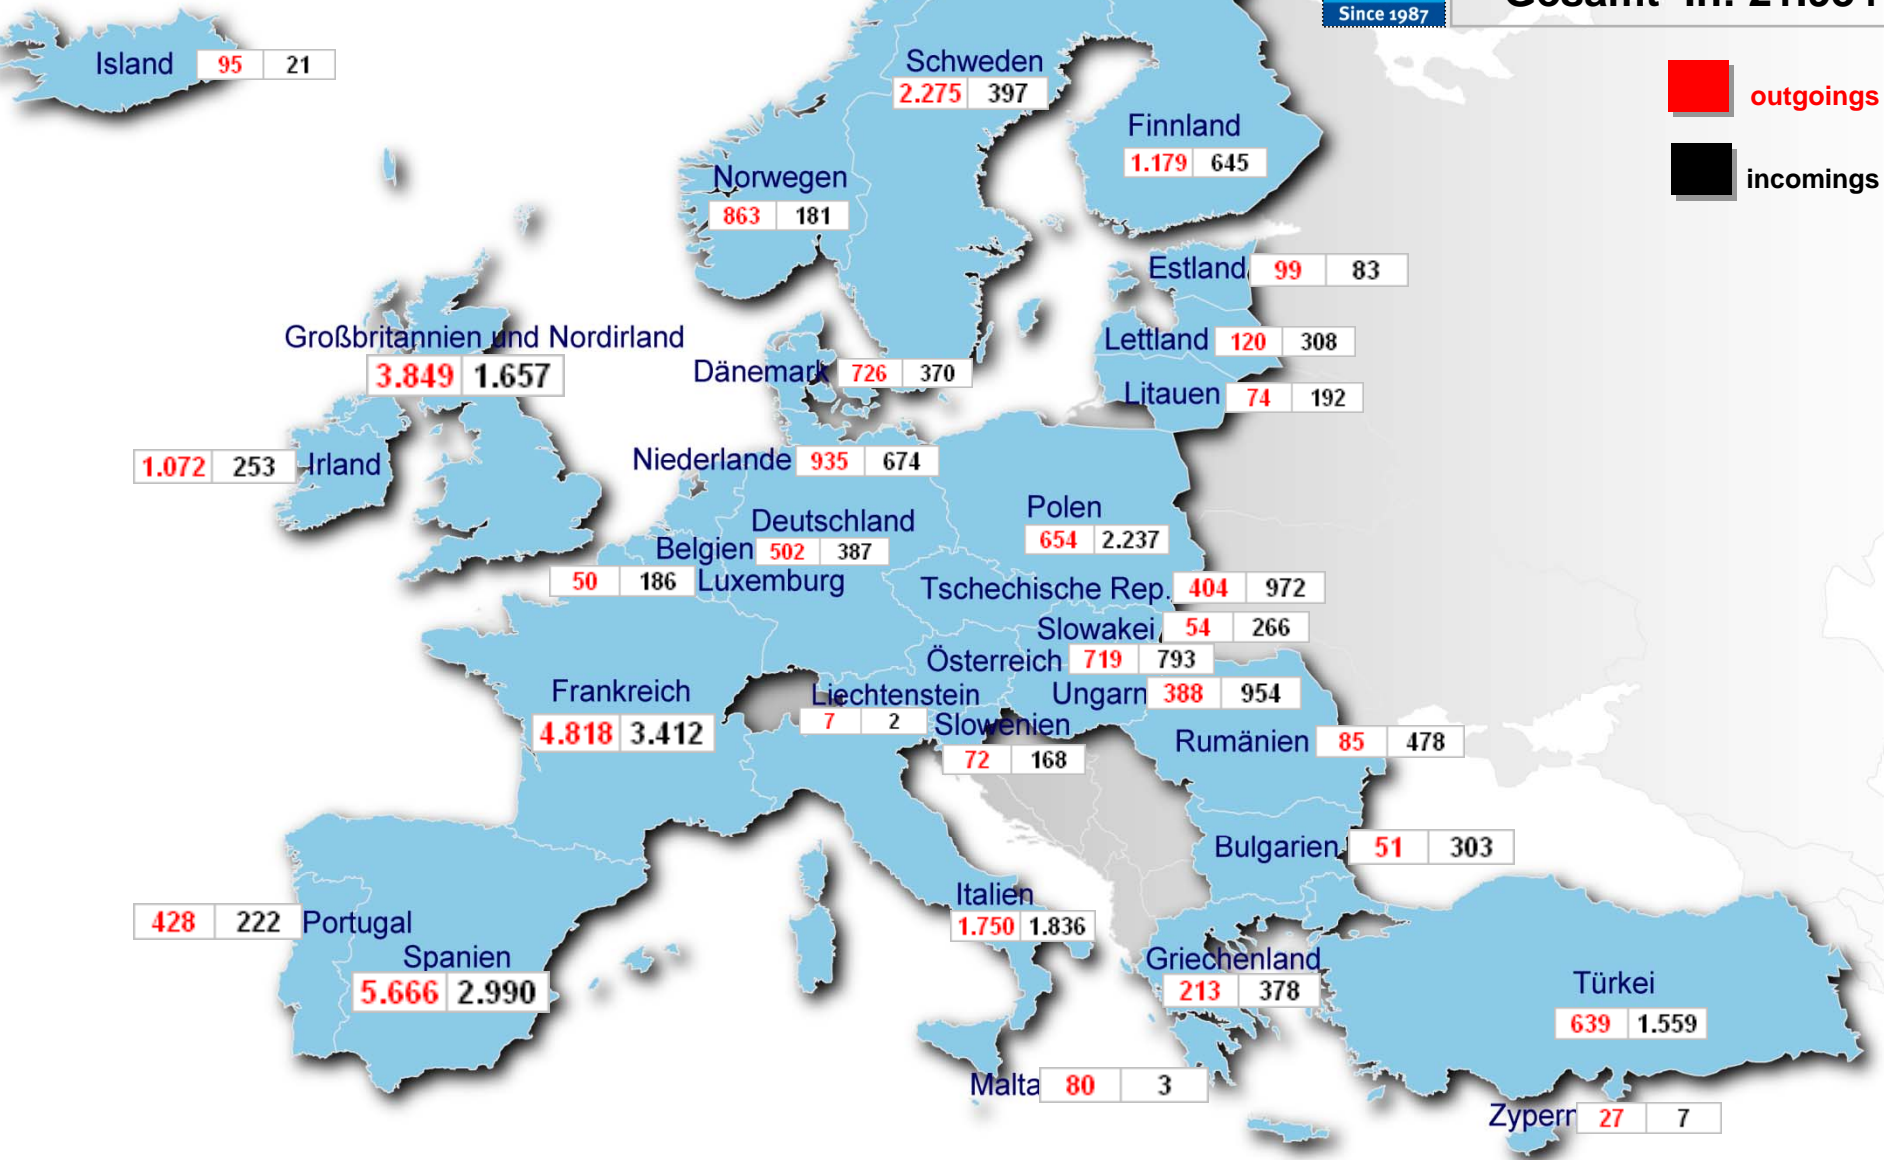 Since 1987
outgoings
incomings
Island 95 21
Schweden
2.275 397
Finnland
1.179 645
Norwegen
863 181
Estland 99 83
Großbritannien und Nordirland
3.849 1.657
Lettland 120 308
Dänemark 726 370
Litauen 74 192
1.072 253 Irland
Niederlande 935 674
Polen
654 2.237
Deutschland
Belgien 502 387
50 186 Luxemburg
Tschechische Rep. 404 972
Slowakei 54 266
Österreich 719 793
Frankreich
4.818 3.412
Liechtenstein
7 2
Ungarn 388 954
Slowenien
72 168
Rumänien 85 478
Bulgarien 51 303
Italien
1.750 1.836
428 222 Portugal
Spanien
5.666 2.990
Griechenland
213 378
Türkei
639 1.559
Malta 80 3
Zypern 27 7